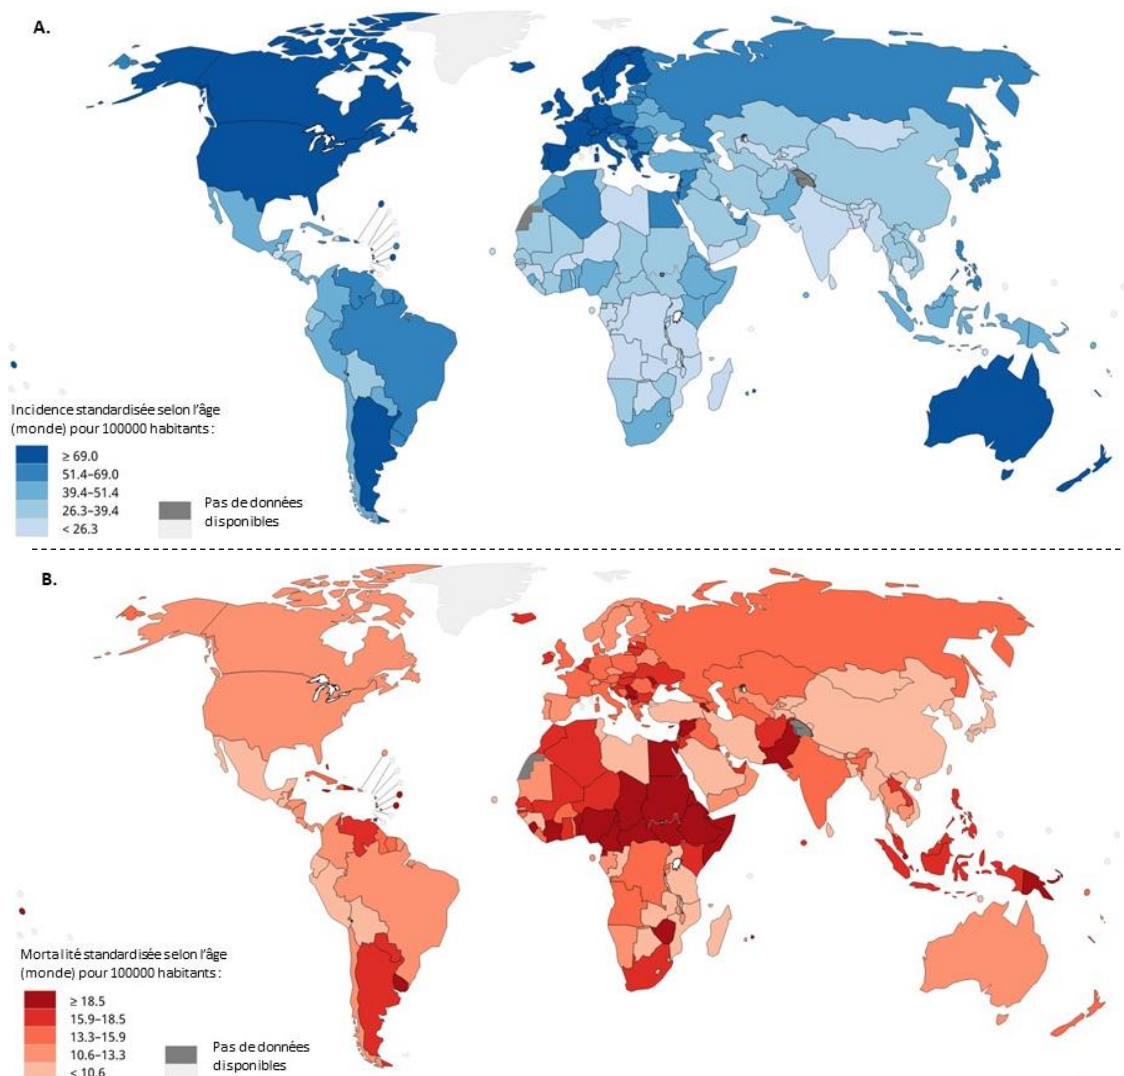 A.
Incidence standardisée selon l'âge
(monde) pour 100000 habitants :
≥ 69.0
51.4–69.0
39.4–51.4
26.3–39.4
< 26.3
Pas de données
disponibles
B.
Mortalité standardisée selon l'âge
(monde) pour 100000 habitants :
≥ 18.5
15.9–18.5
13.3–15.9
10.6–13.3
< 10.6
Pas de données
disponibles